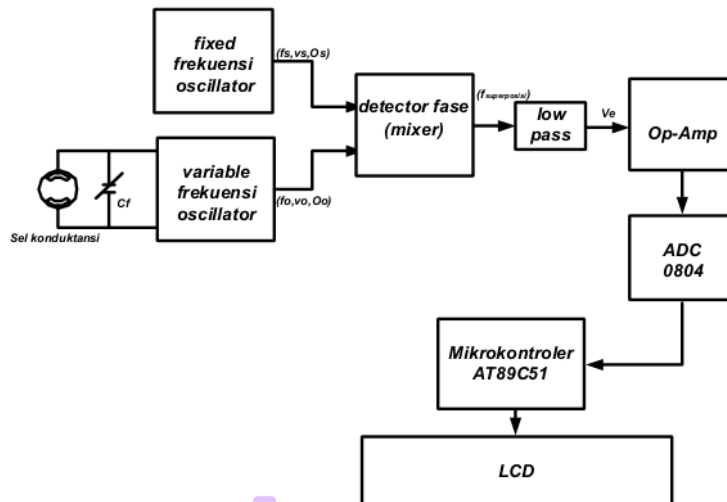 fixed
frekuensi
oscillator
(fs,vs,Os)
detector fase
(mixer)
(fsuperposisi)
low
pass
Ve
Op-Amp
variable
frekuensi
oscillator
(fo,vo,Oo)
Cf
Sel konduktansi
ADC
0804
Mikrokontroler
AT89C51
LCD